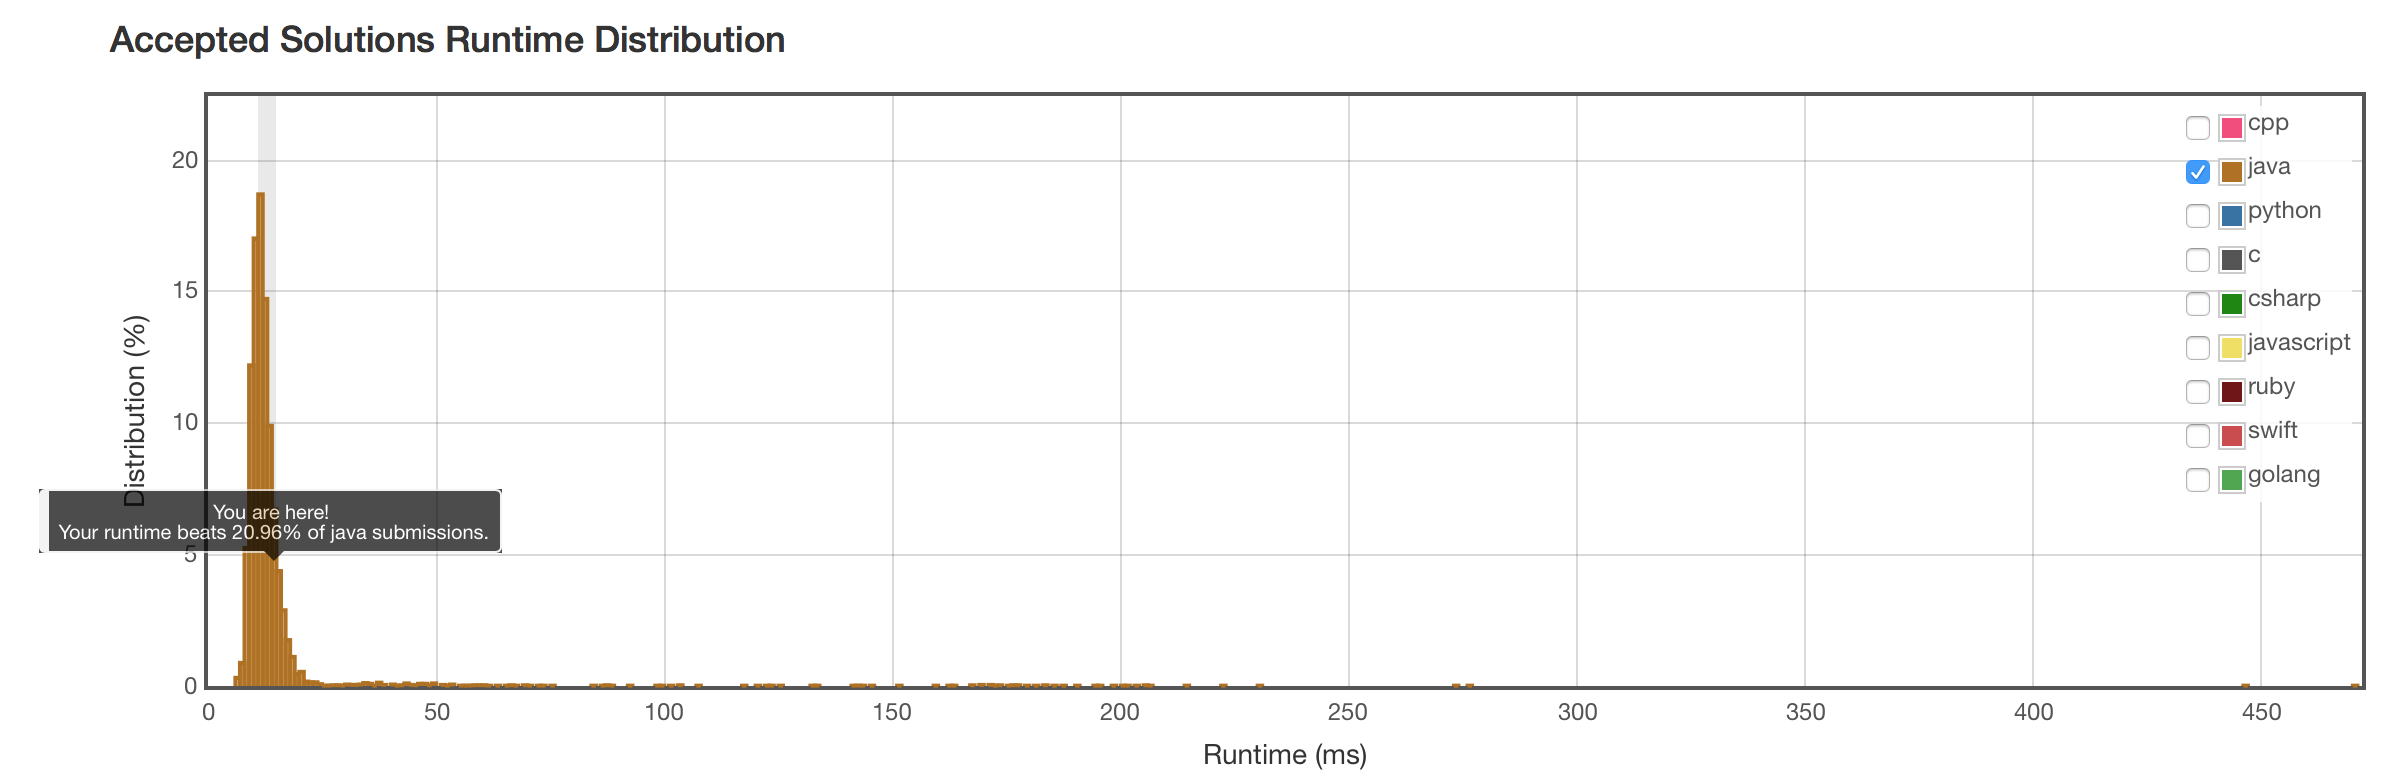 Accepted Solutions Runtime Distribution
Distribution (%)
20
15
10
5
0
You are here!
Your runtime beats 20.96% of java submissions.
cpp
java
python
c
csharp
javascript
ruby
swift
golang
0 50 100 150 200 250 300 350 400 450
Runtime (ms)